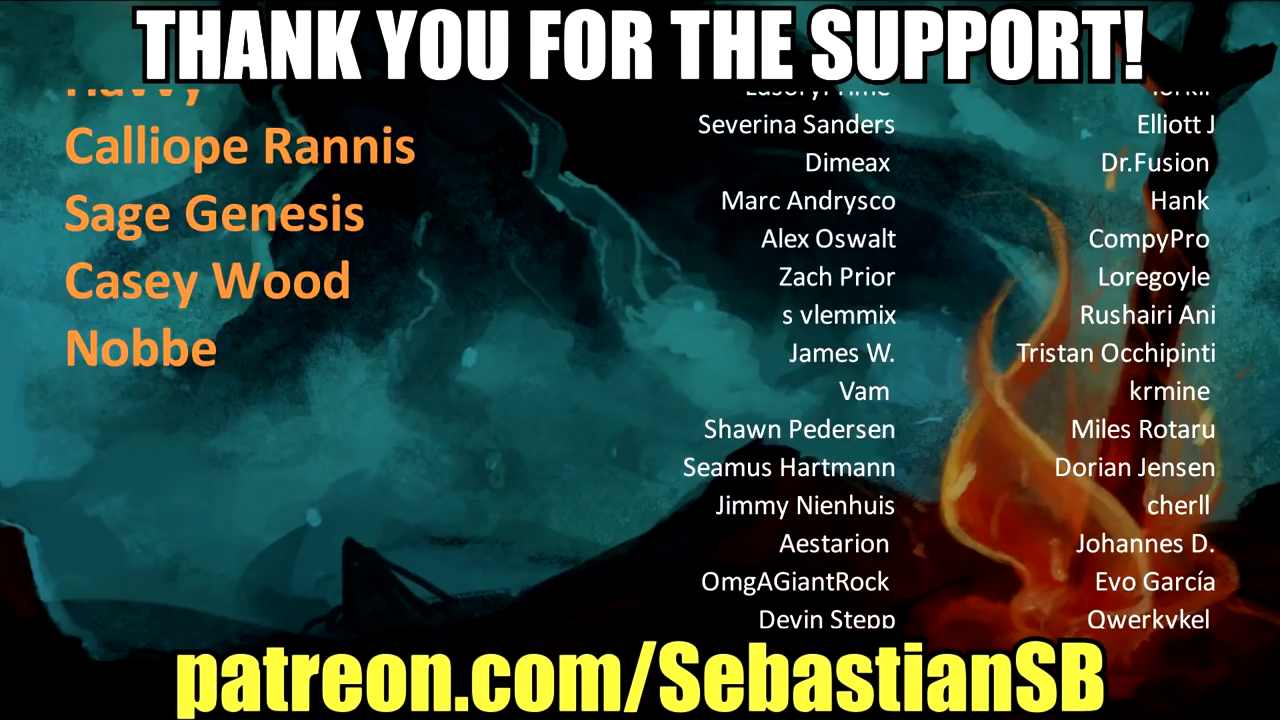 THANK YOU FOR THE SUPPORT!
Calliope Rannis
Sage Genesis
Casey Wood
Nobbe
Severina Sanders
Dimeax
Marc Andrysco
Alex Oswalt
Zach Prior
s vlemmix
James W.
Vam
Shawn Pedersen
Seamus Hartmann
Jimmy Nienhuis
Aestarion
OmgAGiantRock
Devin Stepp
Elliott J
Dr.Fusion
Hank
CompyPro
Loregoyle
Rushairi Ani
Tristan Occhipinti
krmine
Miles Rotaru
Dorian Jensen
cherll
Johannes D.
Evo García
Qwerkykel
patreon.com/SebastianSB